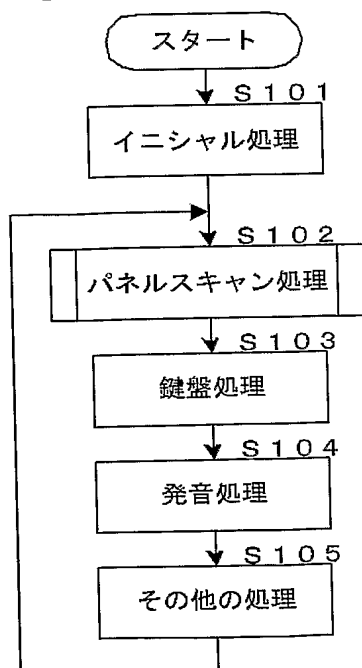 スタート
S101
イニシャル処理
S102
パネルスキャン処理
S103
鍵盤処理
S104
発音処理
S105
その他の処理